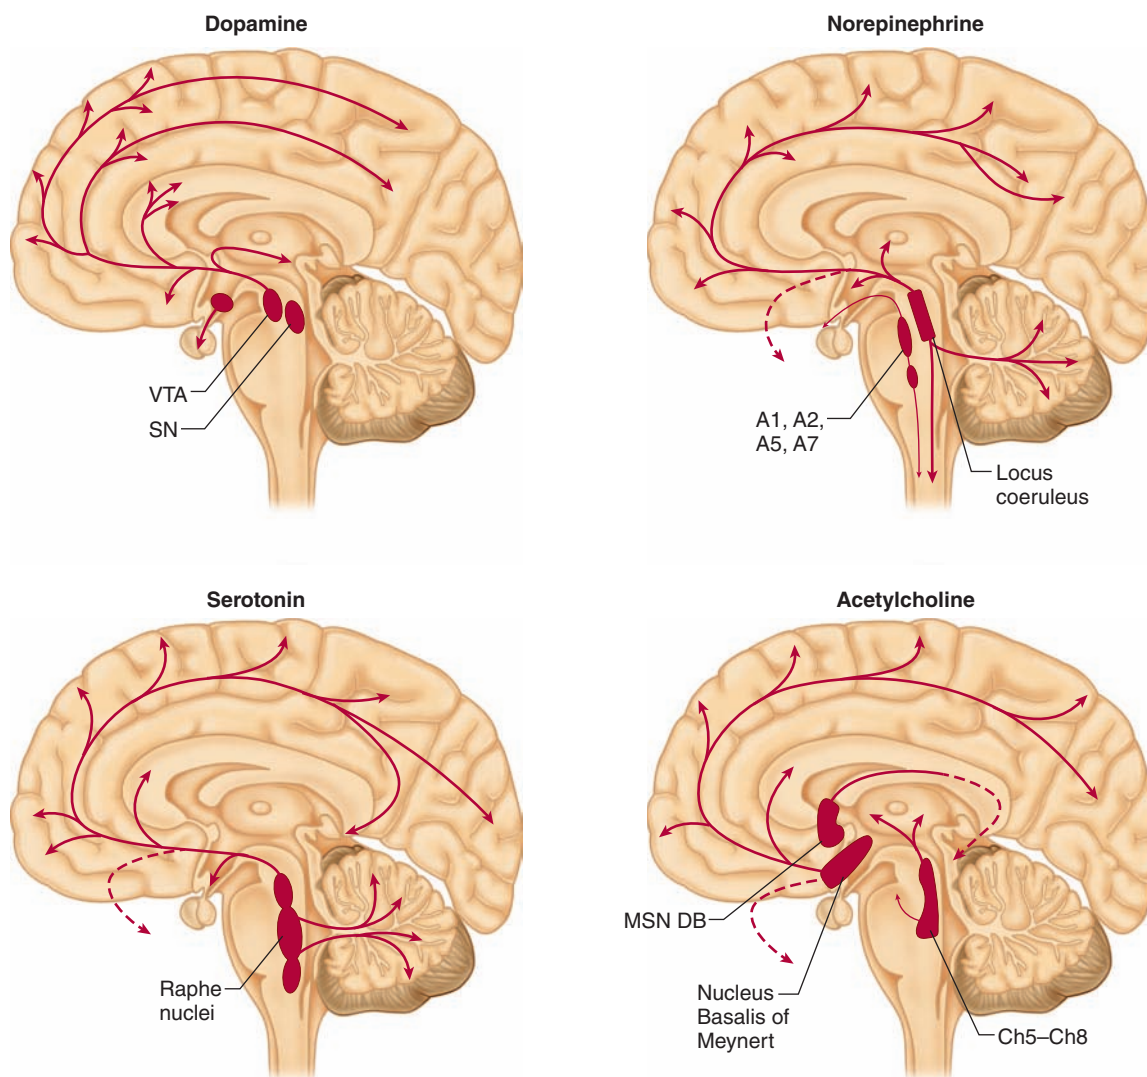 Dopamine
VTA
SN
Norepinephrine
A1, A2,
A5, A7
Locus
coeruleus
Serotonin
Raphe
nuclei
Acetylcholine
MSN DB
Nucleus
Basalis of
Meynert
Ch5–Ch8